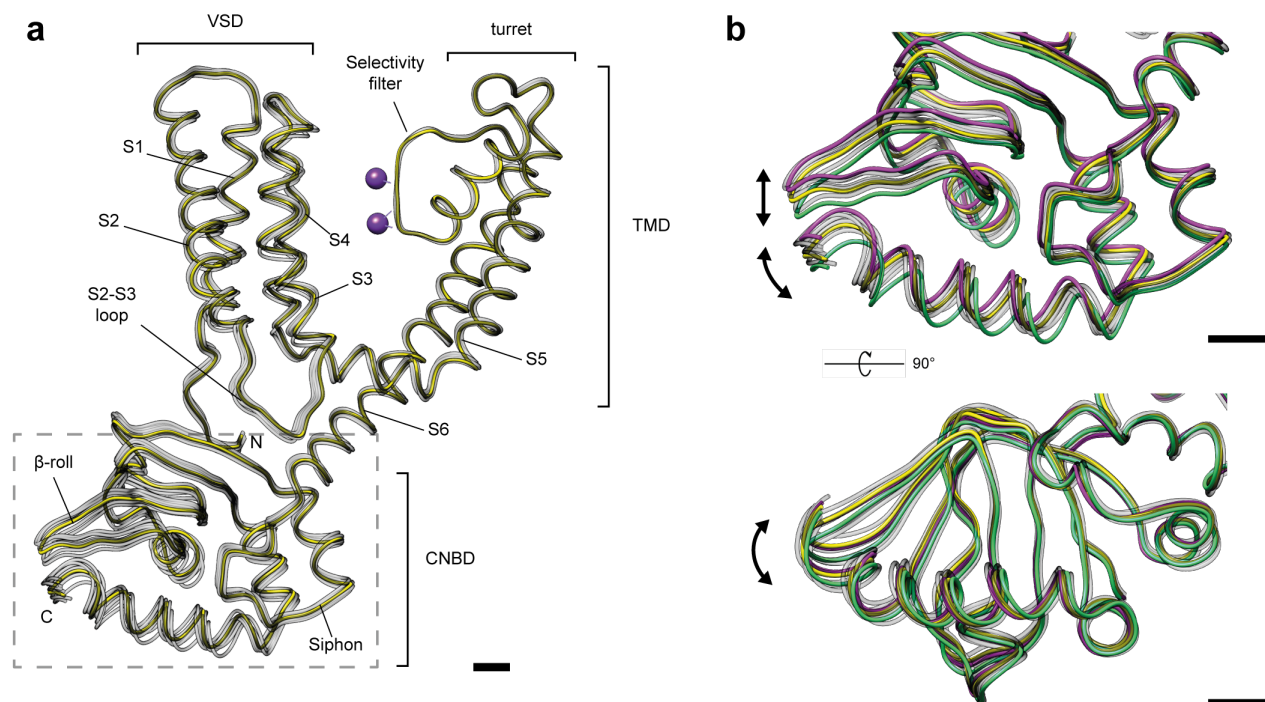 a
VSD
turret
Selectivity
filter
S1
S2
S4
S3
S2-S3
loop
TMD
S5
S6
N
β-roll
CNBD
C
Siphon
b
90°